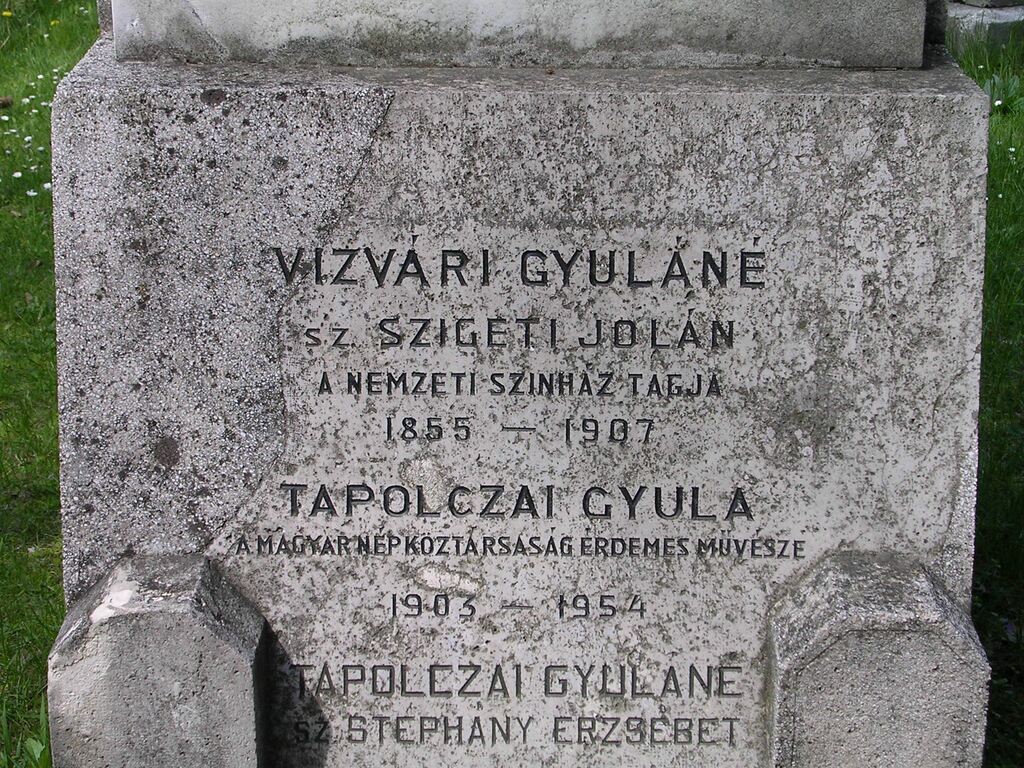 VIZVÁRI GYULÁNÉ
SZ. SZIGETI JOLÁN
A NEMZETI SZINHÁZ TAGJA
1855 — 1907
TAPOLCZAI GYULA
A MAGYAR NÉPKÖZTÁRSASÁG ÉRDEMES MŰVÉSZE
1903 — 1954
TAPOLCZAI GYULÁNÉ
SZ STEPHANY ERZSÉBET